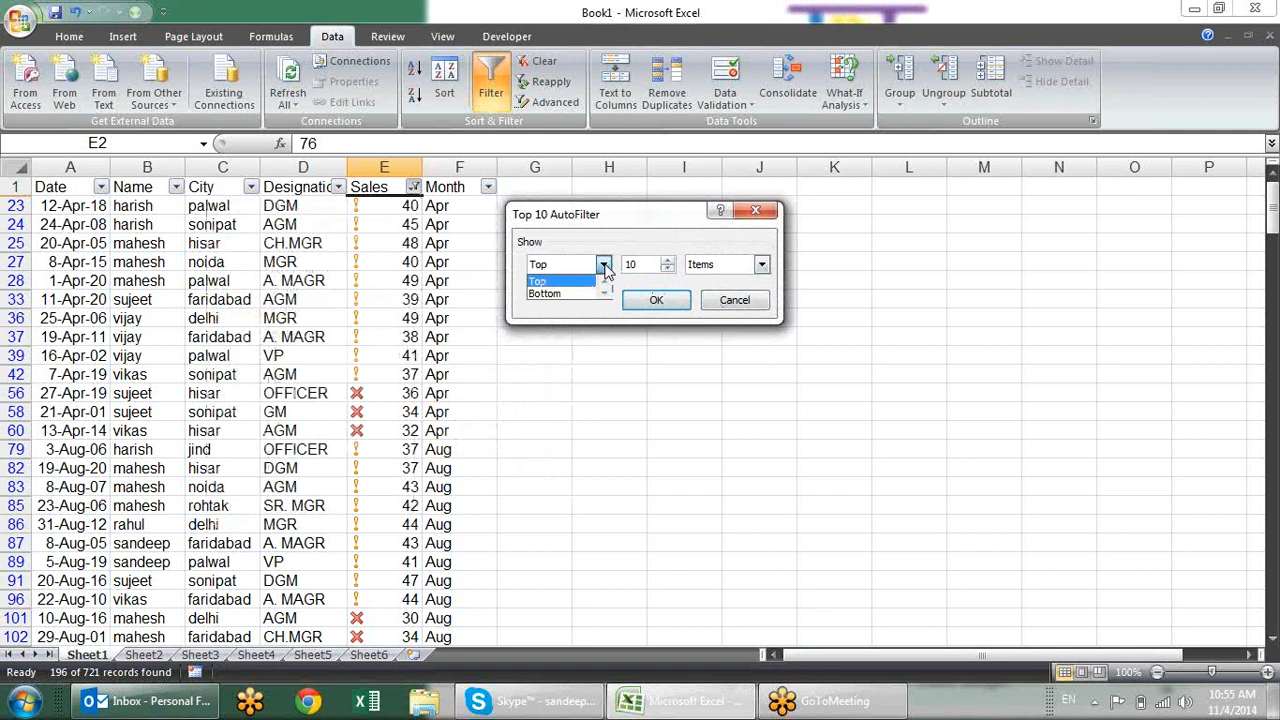 Book1 - Microsoft Excel
Home Insert Page Layout Formulas Data Review View Developer
From Access
From Web
From Text
From Other Sources
Existing Connections
Get External Data
Refresh All
Connections
Properties
Edit Links
Connections
Sort
Filter
Clear
Reapply
Advanced
Sort & Filter
Text to Columns
Remove Duplicates
Data Validation
Consolidate
What-If Analysis
Data Tools
Group
Ungroup
Subtotal
Show Detail
Hide Detail
Outline
E2 fx 76
A B C D E F G H I J K L M N O P
1 Date Name City Designatic Sales Month
23 12-Apr-18 harish palwal DGM 40 Apr
24 24-Apr-08 harish sonipat AGM 45 Apr
25 20-Apr-05 mahesh hisar CH.MGR 48 Apr
27 8-Apr-15 mahesh noida MGR 40 Apr
28 1-Apr-20 mahesh palwal A. MAGR 49 Apr
33 11-Apr-20 sujeet faridabad AGM 39 Apr
36 25-Apr-06 vijay delhi MGR 49 Apr
37 19-Apr-11 vijay faridabad A. MAGR 38 Apr
39 16-Apr-02 vijay palwal VP 41 Apr
42 7-Apr-19 vikas sonipat AGM 37 Apr
56 27-Apr-19 sujeet hisar OFFICER 36 Apr
58 21-Apr-01 sujeet sonipat GM 34 Apr
60 13-Apr-14 vikas hisar AGM 32 Apr
79 3-Aug-06 harish jind OFFICER 37 Aug
82 19-Aug-20 mahesh hisar DGM 37 Aug
83 8-Aug-07 mahesh noida MGR 43 Aug
85 23-Aug-06 mahesh rohtak SR. MGR 42 Aug
86 31-Aug-12 rahul delhi MGR 44 Aug
87 8-Aug-05 sandeep faridabad A. MAGR 43 Aug
89 5-Aug-19 sandeep palwal VP 41 Aug
91 20-Aug-16 sujeet sonipat DGM 47 Aug
96 22-Aug-10 vikas faridabad A. MAGR 44 Aug
101 10-Aug-16 mahesh delhi AGM 30 Aug
102 29-Aug-01 mahesh faridabad CH.MGR 34 Aug
Top 10 AutoFilter
Show
Top 10 Items
Top
Bottom
OK Cancel
Sheet1 Sheet2 Sheet3 Sheet4 Sheet5 Sheet6
Ready 196 of 721 records found 100%
Inbox - Personal F... Skype™ - sandeep... Microsoft Excel - ... GoToMeeting EN 10:55 AM
11/4/2014